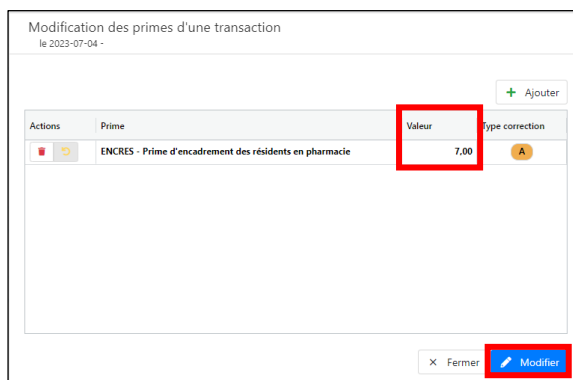 Modification des primes d'une transaction
le 2023-07-04 -
+ Ajouter
Actions Prime Valeur Type correction
ENCRES - Prime d'encadrement des résidents en pharmacie 7,00 A
× Fermer Modifier